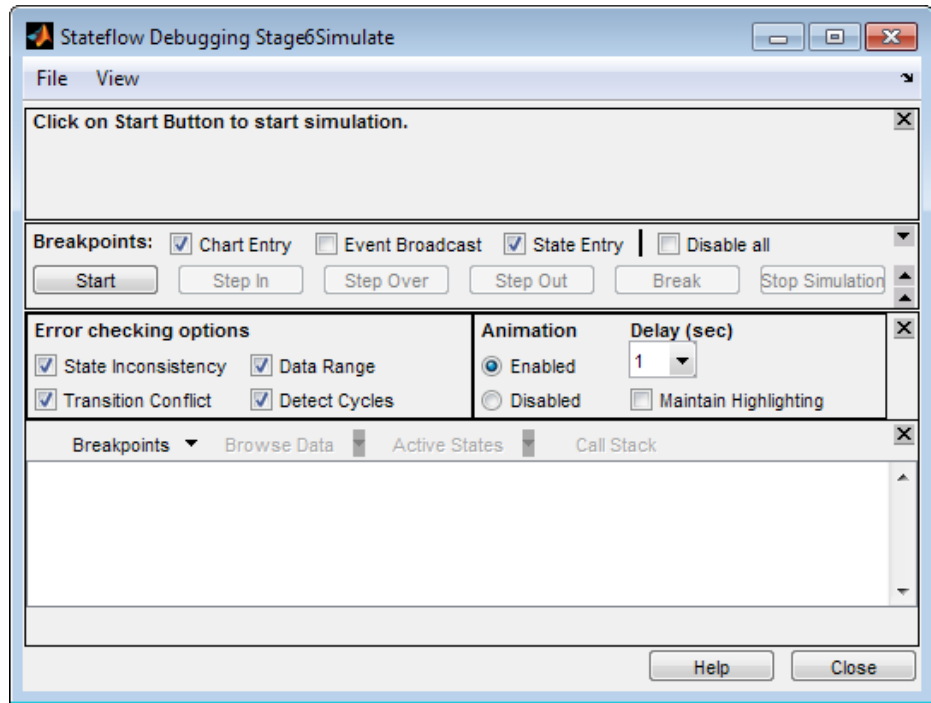 Stateflow Debugging Stage6Simulate
File View
Click on Start Button to start simulation.
Breakpoints: Chart Entry Event Broadcast State Entry Disable all
Start Step In Step Over Step Out Break Stop Simulation
Error checking options Animation Delay (sec)
State Inconsistency Data Range Enabled 1
Transition Conflict Detect Cycles Disabled Maintain Highlighting
Breakpoints Browse Data Active States Call Stack
Help Close